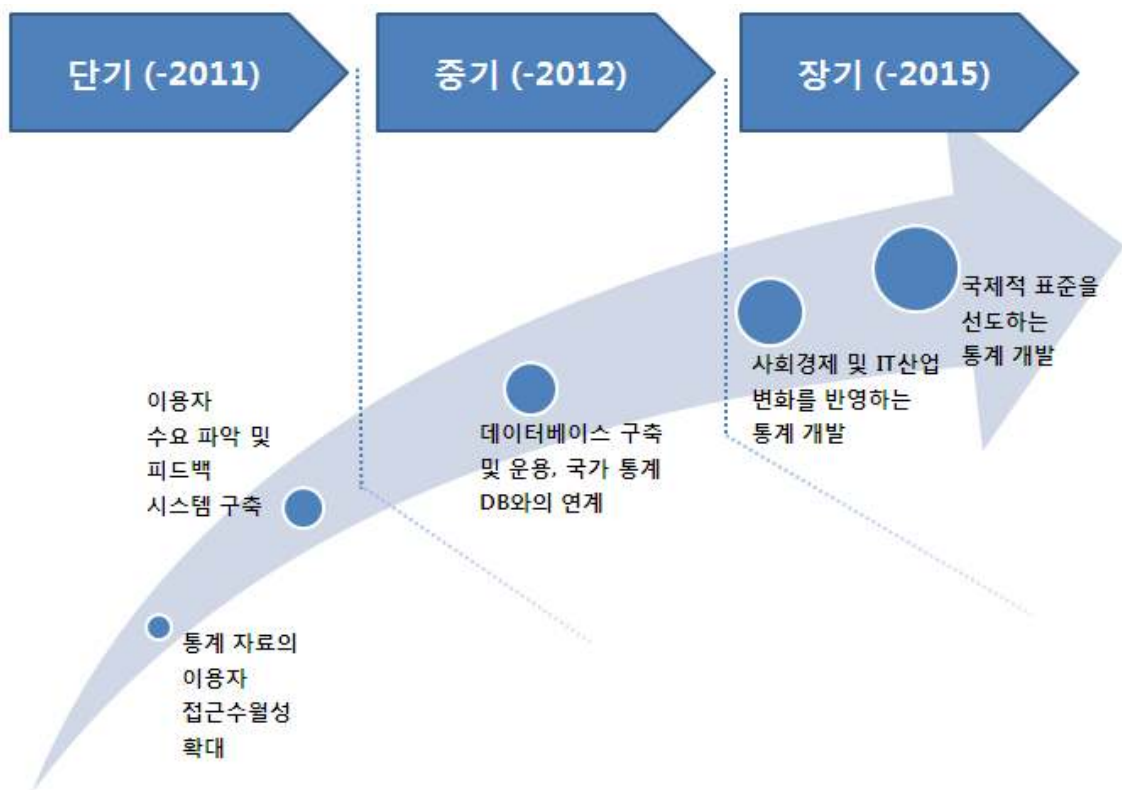 단기 (-2011)
중기 (-2012)
장기 (-2015)
통계 자료의
이용자
접근수월성
확대
이용자
수요 파악 및
피드백
시스템 구축
데이터베이스 구축
및 운용, 국가 통계
DB와의 연계
사회경제 및 IT산업
변화를 반영하는
통계 개발
국제적 표준을
선도하는
통계 개발